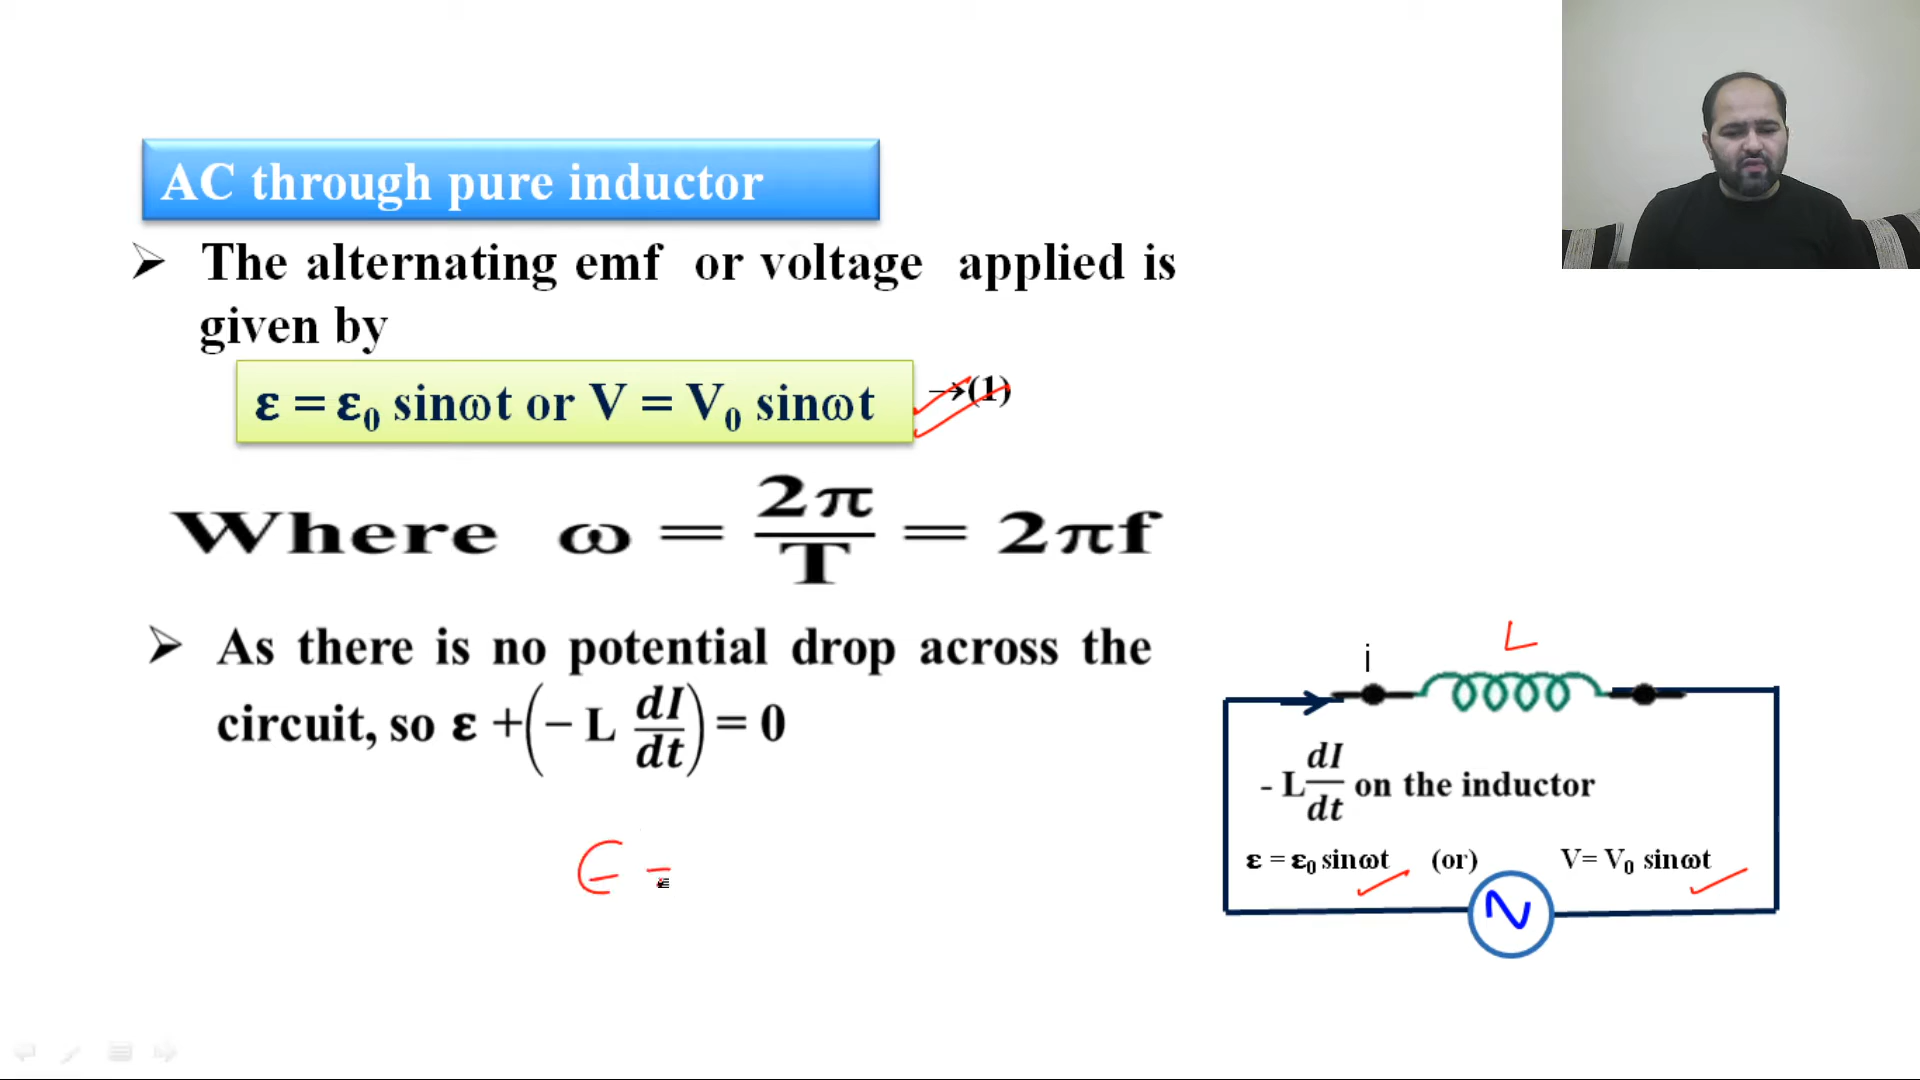 AC through pure inductor
➢ The alternating emf or voltage applied is
given by
ε = ε₀ sinωt or V = V₀ sinωt →(1)
Where ω = 2π/T = 2πf
➢ As there is no potential drop across the
circuit, so ε +(− L dI/dt) = 0
ε =
L
i
- L dI/dt on the inductor
ε = ε₀ sinωt (or) V= V₀ sinωt